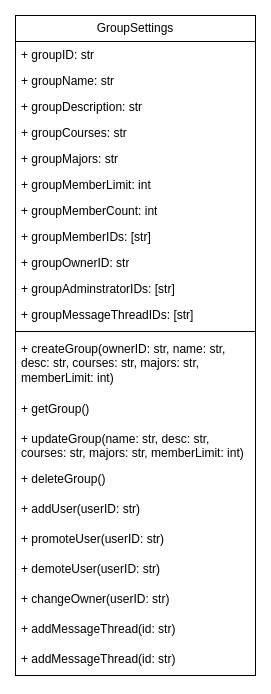 GroupSettings
+ groupID: str
+ groupName: str
+ groupDescription: str
+ groupCourses: str
+ groupMajors: str
+ groupMemberLimit: int
+ groupMemberCount: int
+ groupMemberIDs: [str]
+ groupOwnerID: str
+ groupAdminstratorIDs: [str]
+ groupMessageThreadIDs: [str]
+ createGroup(ownerID: str, name: str,
desc: str, courses: str, majors: str,
memberLimit: int)
+ getGroup()
+ updateGroup(name: str, desc: str,
courses: str, majors: str, memberLimit: int)
+ deleteGroup()
+ addUser(userID: str)
+ promoteUser(userID: str)
+ demoteUser(userID: str)
+ changeOwner(userID: str)
+ addMessageThread(id: str)
+ addMessageThread(id: str)